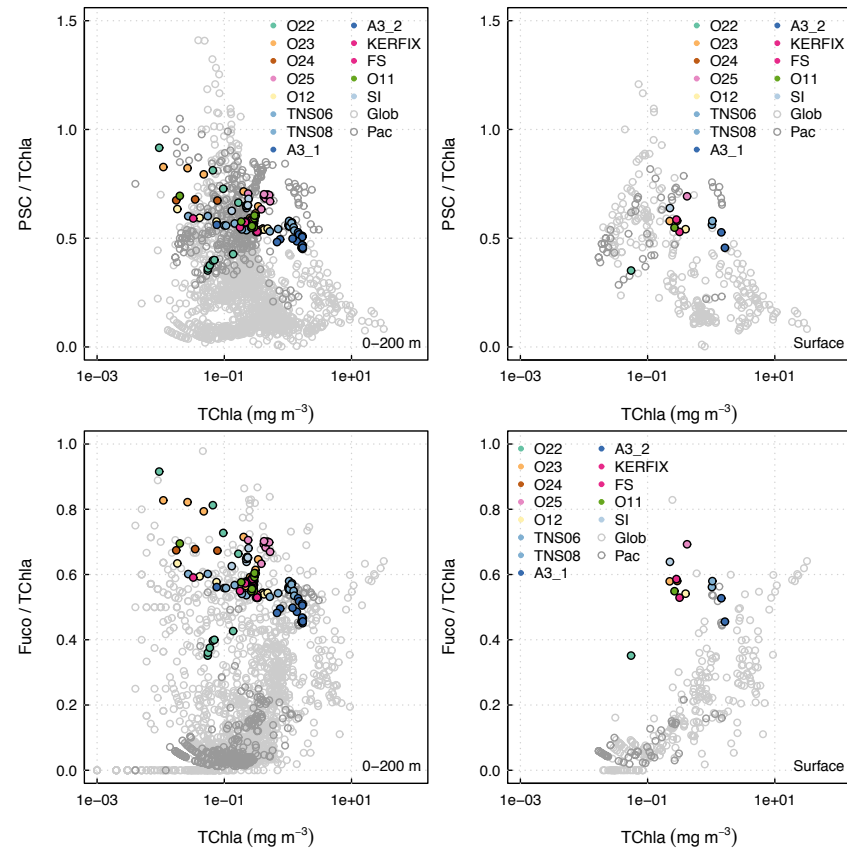 1.5
1.0
0.5
0.0
PSC / TChla
O22
O23
O24
O25
O12
TNS06
TNS08
A3_1
A3_2
KERFIX
FS
O11
SI
Glob
Pac
0−200 m
1e−03
1e−01
1e+01
TChla (mg m⁻³)
1.5
1.0
0.5
0.0
PSC / TChla
O22
O23
O24
O25
O12
TNS06
TNS08
A3_1
A3_2
KERFIX
FS
O11
SI
Glob
Pac
Surface
1e−03
1e−01
1e+01
TChla (mg m⁻³)
1.0
0.8
0.6
0.4
0.2
0.0
Fuco / TChla
0−200 m
1e−03
1e−01
1e+01
TChla (mg m⁻³)
1.0
0.8
0.6
0.4
0.2
0.0
Fuco / TChla
O22
O23
O24
O25
O12
TNS06
TNS08
A3_1
A3_2
KERFIX
FS
O11
SI
Glob
Pac
Surface
1e−03
1e−01
1e+01
TChla (mg m⁻³)